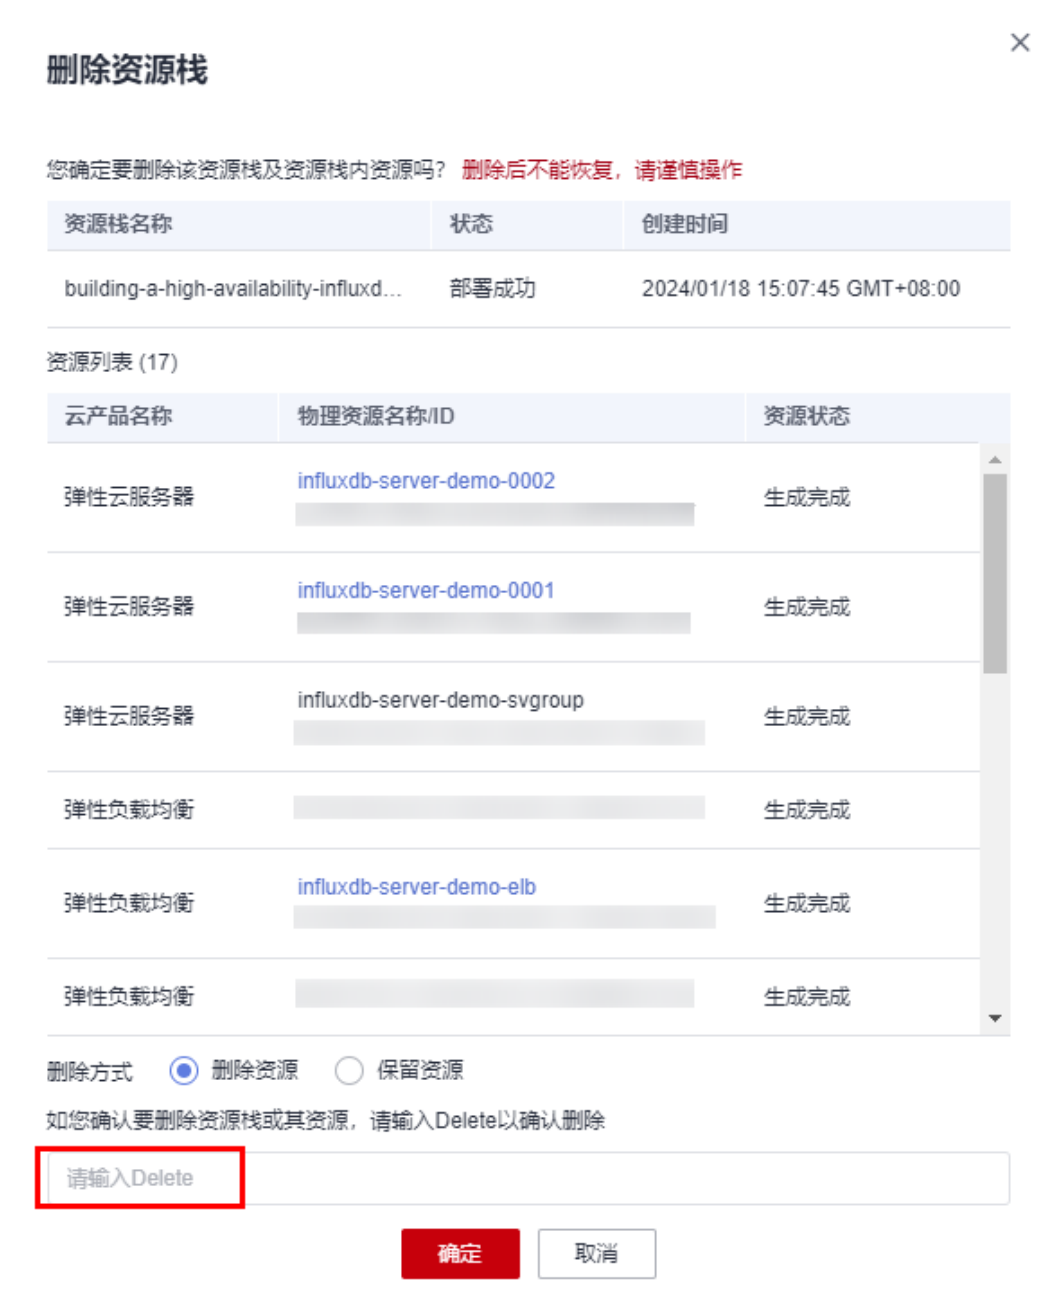 删除资源栈
您确定要删除该资源栈及资源栈内资源吗？ 删除后不能恢复，请谨慎操作
资源栈名称 状态 创建时间
building-a-high-availability-influxd... 部署成功 2024/01/18 15:07:45 GMT+08:00
资源列表 (17)
云产品名称 物理资源名称/ID 资源状态
弹性云服务器 influxdb-server-demo-0002 生成完成
弹性云服务器 influxdb-server-demo-0001 生成完成
弹性云服务器 influxdb-server-demo-svgroup 生成完成
弹性负载均衡 生成完成
弹性负载均衡 influxdb-server-demo-elb 生成完成
弹性负载均衡 生成完成
删除方式 删除资源 保留资源
如您确认要删除资源栈或其资源，请输入Delete以确认删除
请输入Delete
确定 取消